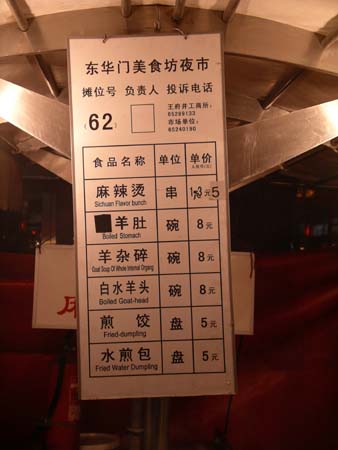 东华门美食坊夜市
摊位号 负责人 投诉电话
(62)
王府井工商所:
65289133
市场单位:
65240190
食品名称 单位 单价
麻辣烫 串 5
Sichuan Flavor bunch
羊肚 碗 8元
Boiled Stomach
羊杂碎 碗 8元
Goat Soup Of Whole Internal Organg
白水羊头 碗 8元
Boiled Goat-head
煎饺 盘 5元
Fried-dumpling
水煎包 盘 5元
Fried Water Dumpling